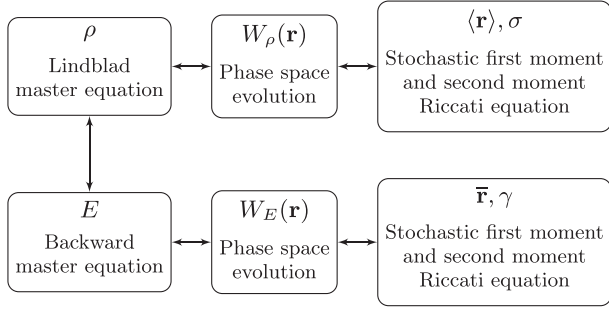 ρ
Lindblad
master equation
W_ρ(r)
Phase space
evolution
⟨r⟩, σ
Stochastic first moment
and second moment
Riccati equation
E
Backward
master equation
W_E(r)
Phase space
evolution
r̅, γ
Stochastic first moment
and second moment
Riccati equation